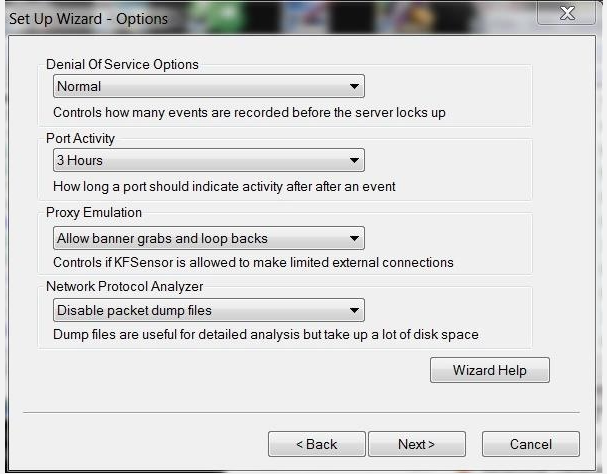 Set Up Wizard - Options
Denial Of Service Options
Normal
Controls how many events are recorded before the server locks up
Port Activity
3 Hours
How long a port should indicate activity after after an event
Proxy Emulation
Allow banner grabs and loop backs
Controls if KFSensor is allowed to make limited external connections
Network Protocol Analyzer
Disable packet dump files
Dump files are useful for detailed analysis but take up a lot of disk space
Wizard Help
< Back
Next >
Cancel